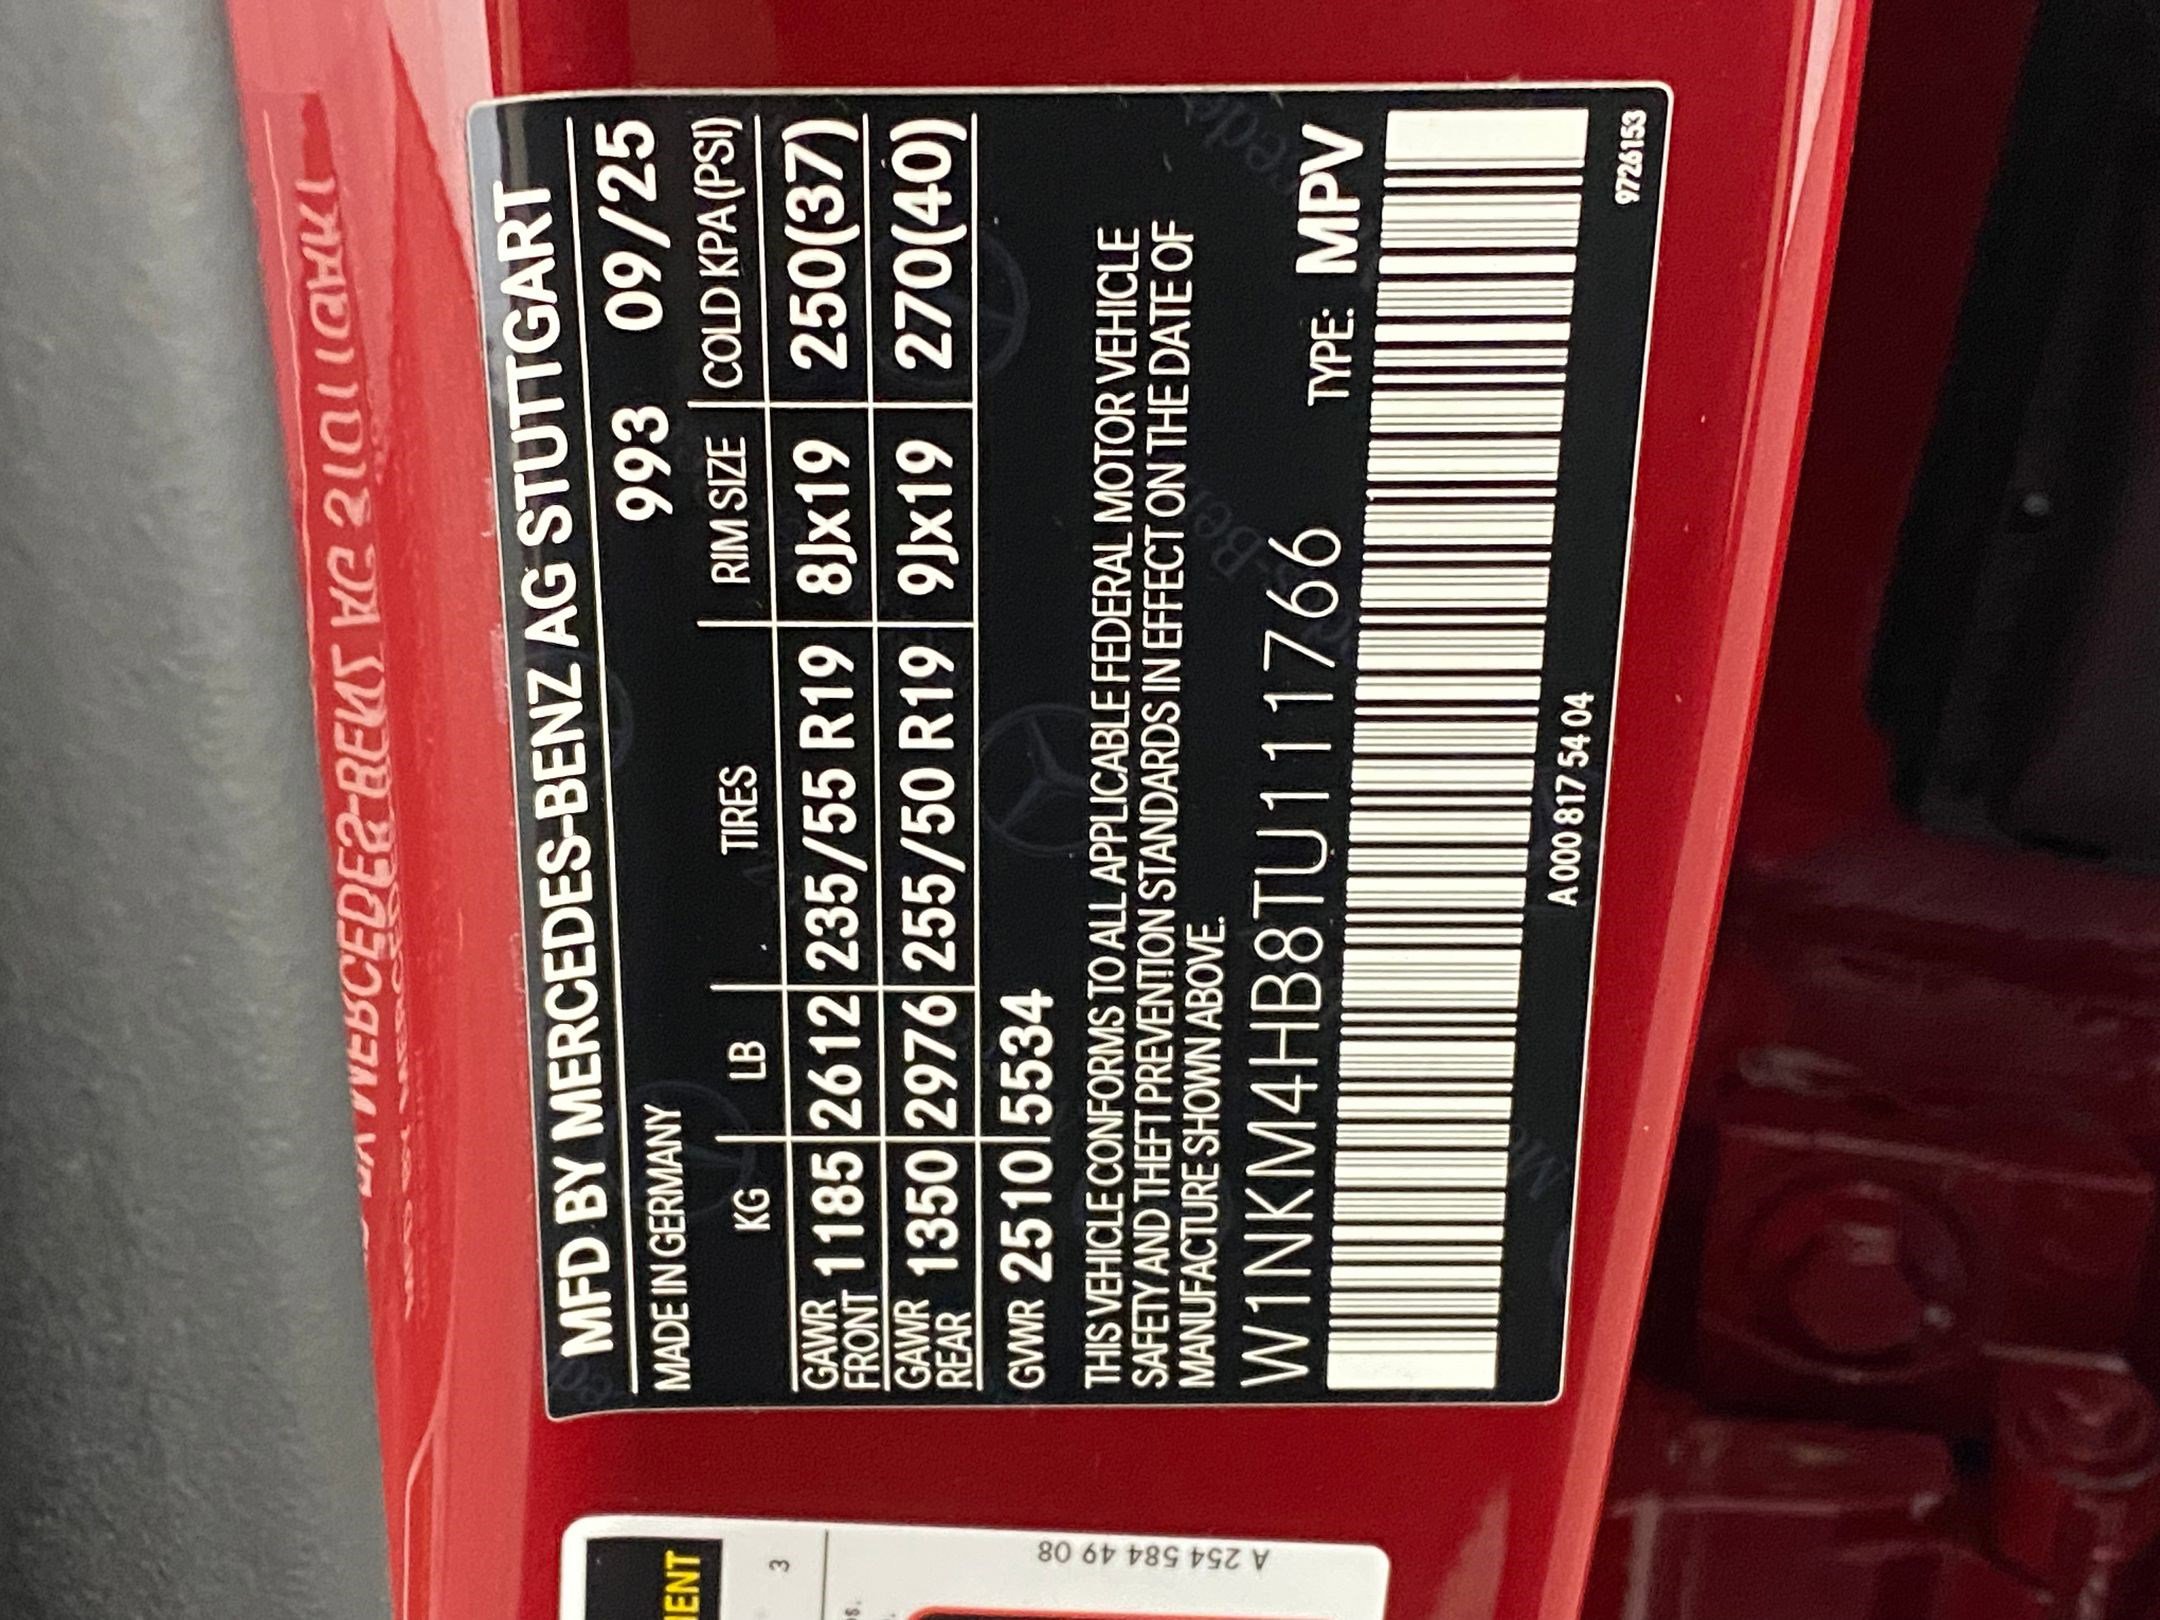 MFD BY MERCEDES-BENZ AG STUTTGART
MADE IN GERMANY 993 09/25
KG LB TIRES RIM SIZE COLD KPA(PSI)
GAWR FRONT 1185 2612 235/55 R19 8Jx19 250(37)
GAWR REAR 1350 2976 255/50 R19 9Jx19 270(40)
GVWR 2510 5534
THIS VEHICLE CONFORMS TO ALL APPLICABLE FEDERAL MOTOR VEHICLE
SAFETY AND THEFT PREVENTION STANDARDS IN EFFECT ON THE DATE OF
MANUFACTURE SHOWN ABOVE.
W1NKM4HB8TU111766 TYPE: MPV
A 000 817 54 04
9726153
3
A 254 584 49 08